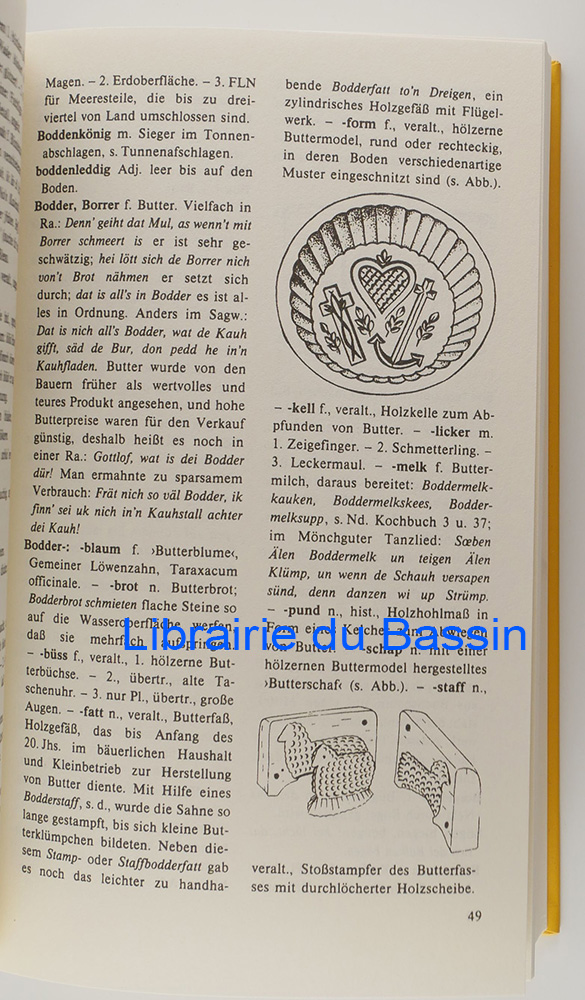 Magen. – 2. Erdoberfläche. – 3. FLN
für Meeresteile, die bis zu drei-
viertel von Land umschlossen sind.
Boddenkönig m. Sieger im Tonnen-
abschlagen, s. Tunnenafschlagen.
boddenleddig Adj. leer bis auf den
Boden.
Bodder, Borrer f. Butter. Vielfach in
Ra.: Denn' geiht dat Mul, as wenn't mit
Borrer schmeert is er ist sehr ge-
schwätzig; hei lött sich de Borrer nich
von't Brot nähmen er setzt sich
durch; dat is all's in Bodder es ist al-
les in Ordnung. Anders im Sagw.:
Dat is nich all's Bodder, wat de Kauh
gifft, säd de Bur, don pedd he in'n
Kauhfladen. Butter wurde von den
Bauern früher als wertvolles und
teures Produkt angesehen, und hohe
Butterpreise waren für den Verkauf
günstig, deshalb heißt es noch in
einer Ra.: Gottlof, wat is dei Bodder
dür! Man ermahnte zu sparsamem
Verbrauch: Frät nich so väl Bodder, ik
finn' sei uk nich in'n Kauhstall achter
dei Kauh!
Bodder-: -blaum f. ›Butterblume‹,
Gemeiner Löwenzahn, Taraxacum
officinale. – -brot n. Butterbrot;
Bodderbrot schmieten flache Steine so
auf die Wasseroberfläche werfen,
daß sie mehrfach aufspringen.
– -büss f., veralt., 1. hölzerne But-
terbüchse. – 2., übertr., alte Ta-
schenuhr. – 3. nur Pl., übertr., große
Augen. – -fatt n., veralt., Butterfaß,
Holzgefäß, das bis Anfang des
20. Jhs. im bäuerlichen Haushalt
und Kleinbetrieb zur Herstellung
von Butter diente. Mit Hilfe eines
Bodderstaff, s. d., wurde die Sahne so
lange gestampft, bis sich kleine But-
terklümpchen bildeten. Neben die-
sem Stamp- oder Staffbodderfatt gab
es noch das leichter zu handha-
bende Bodderfatt to'n Dreigen, ein
zylindrisches Holzgefäß mit Flügel-
werk. – -form f., veralt., hölzerne
Buttermodel, rund oder rechteckig,
in deren Boden verschiedenartige
Muster eingeschnitzt sind (s. Abb.).
– -kell f., veralt., Holzkelle zum Ab-
pfunden von Butter. – -licker m.
1. Zeigefinger. – 2. Schmetterling. –
3. Leckermaul. – -melk f. Butter-
milch, daraus bereitet: Boddermelk-
kauken, Boddermelkskees, Bodder-
melksupp, s. Nd. Kochbuch 3 u. 37;
im Mönchguter Tanzlied: Sœben
Älen Boddermelk un teigen Älen
Klümp, un wenn de Schauh versapen
sünd, denn danzen wi up Strümp.
– -pund n., hist., Holzhohlmaß in
Form einer Kelche zum Abwiegen
von Butter. – -schap n. mit einer
hölzernen Buttermodel hergestelltes
›Butterschaf‹ (s. Abb.). – -staff n.,
veralt., Stoßstampfer des Butterfas-
ses mit durchlöcherter Holzscheibe.
49
Librairie du Bassin